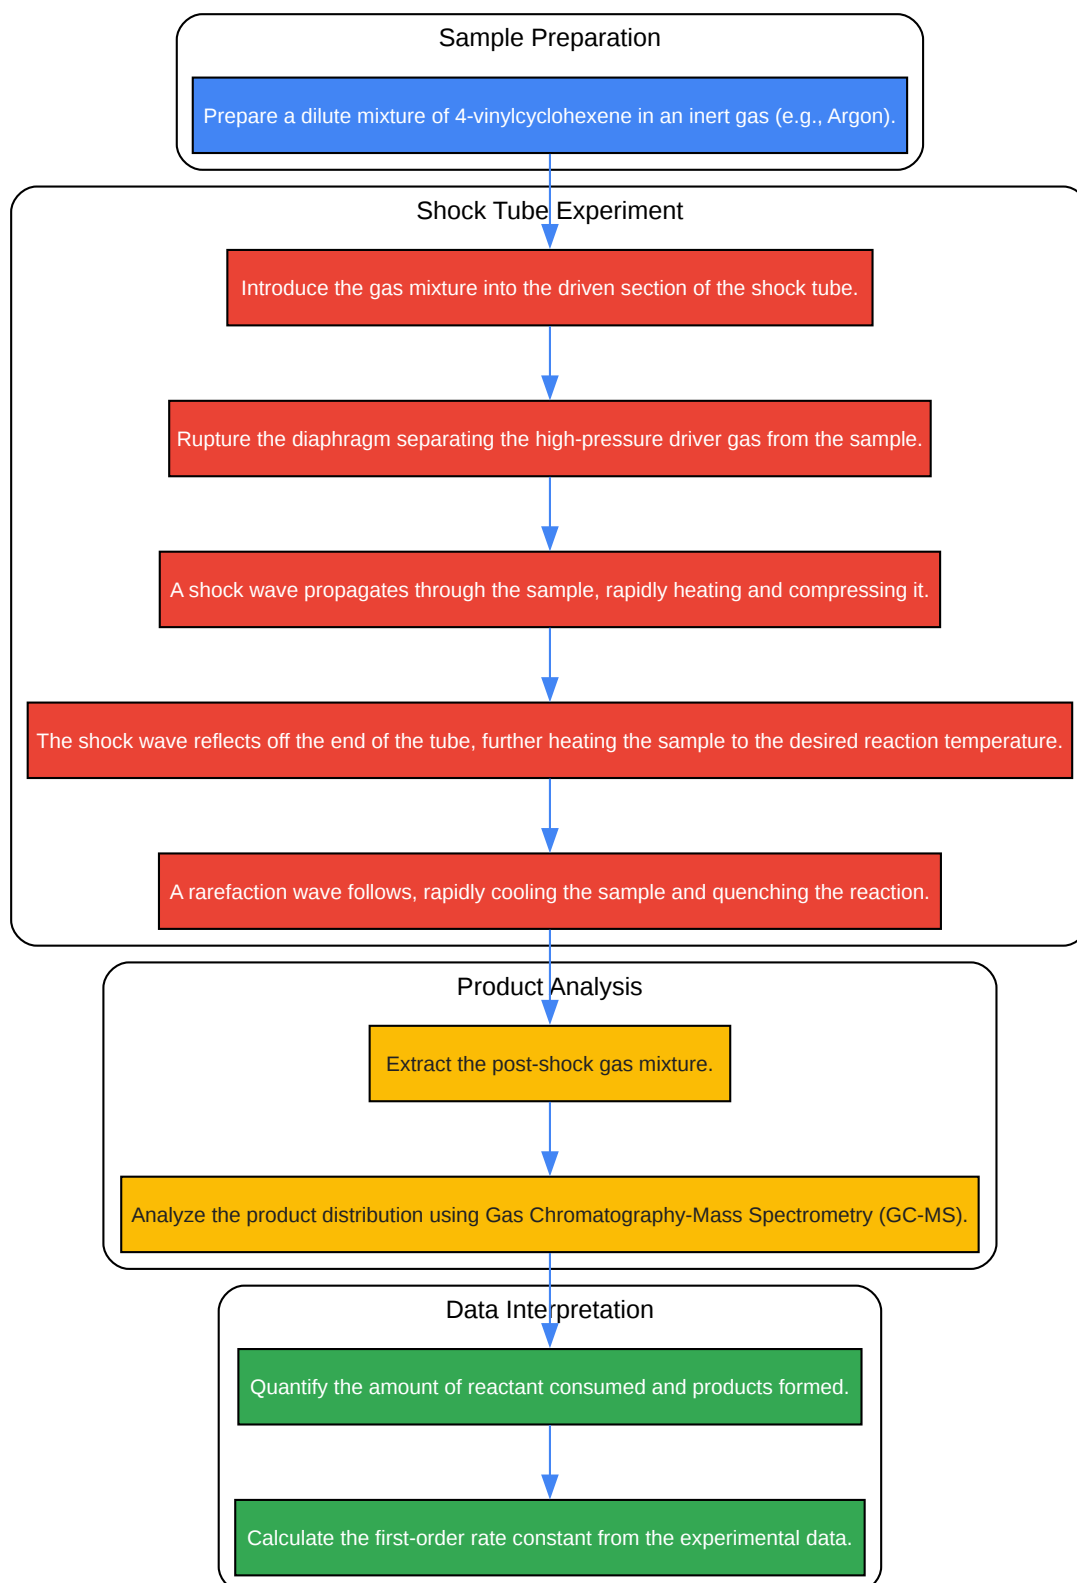 Sample Preparation
Prepare a dilute mixture of 4-vinylcyclohexene in an inert gas (e.g., Argon).
Shock Tube Experiment
Introduce the gas mixture into the driven section of the shock tube.
Rupture the diaphragm separating the high-pressure driver gas from the sample.
A shock wave propagates through the sample, rapidly heating and compressing it.
The shock wave reflects off the end of the tube, further heating the sample to the desired reaction temperature.
A rarefaction wave follows, rapidly cooling the sample and quenching the reaction.
Product Analysis
Extract the post-shock gas mixture.
Analyze the product distribution using Gas Chromatography-Mass Spectrometry (GC-MS).
Data Interpretation
Quantify the amount of reactant consumed and products formed.
Calculate the first-order rate constant from the experimental data.